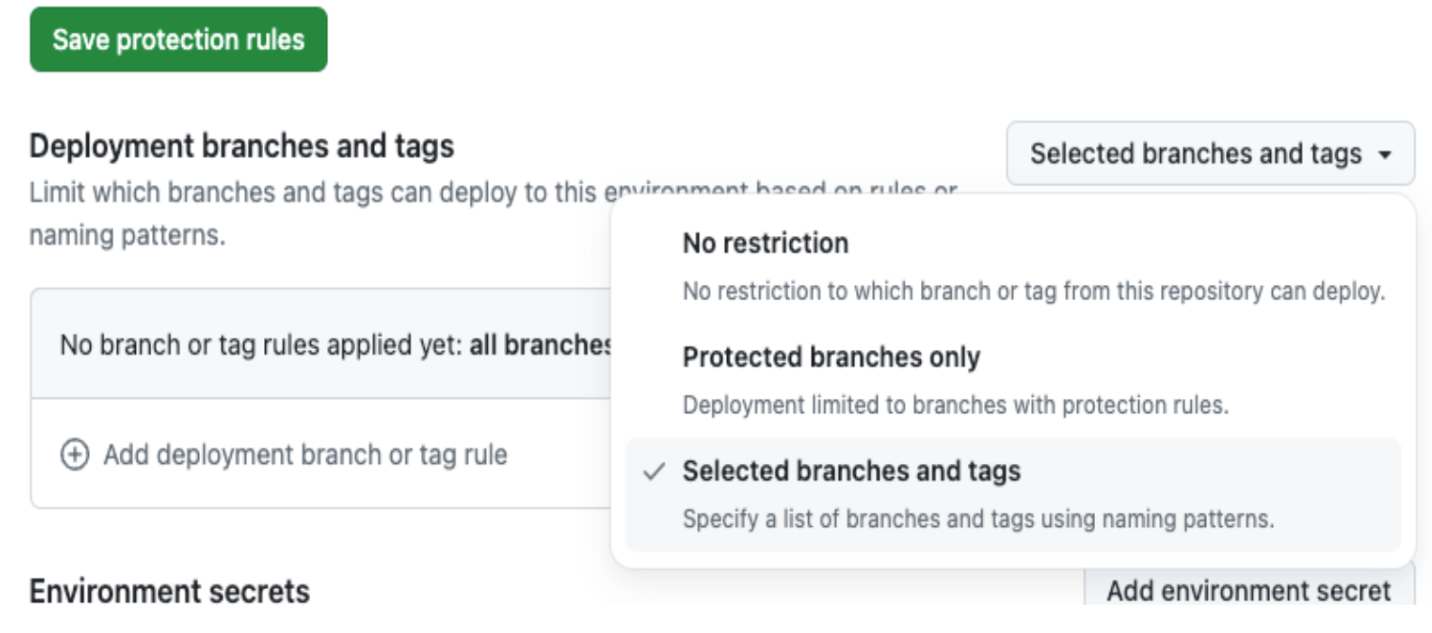 Save protection rules
Deployment branches and tags
Selected branches and tags
Limit which branches and tags can deploy to this environment based on rules or
naming patterns.
No restriction
No restriction to which branch or tag from this repository can deploy.
No branch or tag rules applied yet: all branches
Protected branches only
Deployment limited to branches with protection rules.
Add deployment branch or tag rule
Selected branches and tags
Specify a list of branches and tags using naming patterns.
Environment secrets
Add environment secret